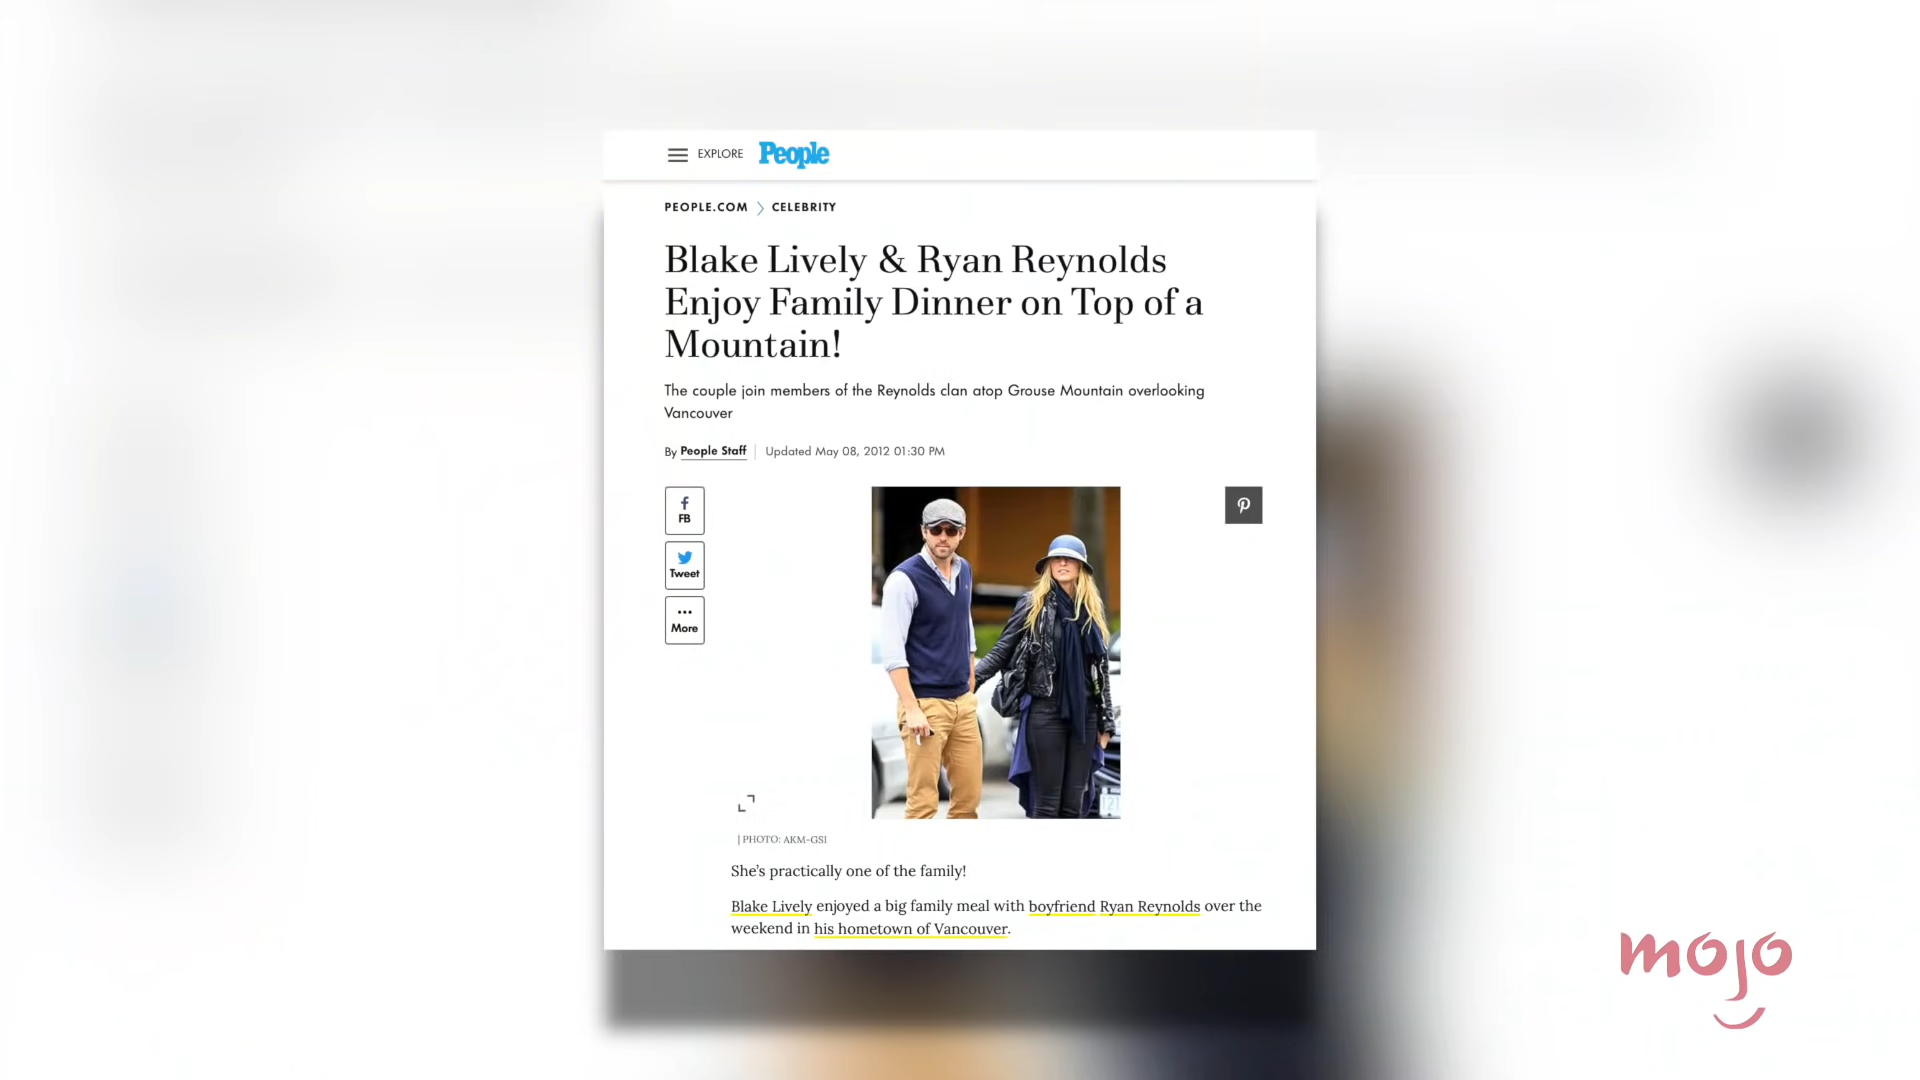 EXPLORE People
PEOPLE.COM CELEBRITY
Blake Lively & Ryan Reynolds
Enjoy Family Dinner on Top of a
Mountain!
The couple join members of the Reynolds clan atop Grouse Mountain overlooking
Vancouver
By People Staff | Updated May 08, 2012 01:30 PM
FB
Tweet
More
121
| PHOTO: AKM-GSI
She's practically one of the family!
Blake Lively enjoyed a big family meal with boyfriend Ryan Reynolds over the
weekend in his hometown of Vancouver.
mojo